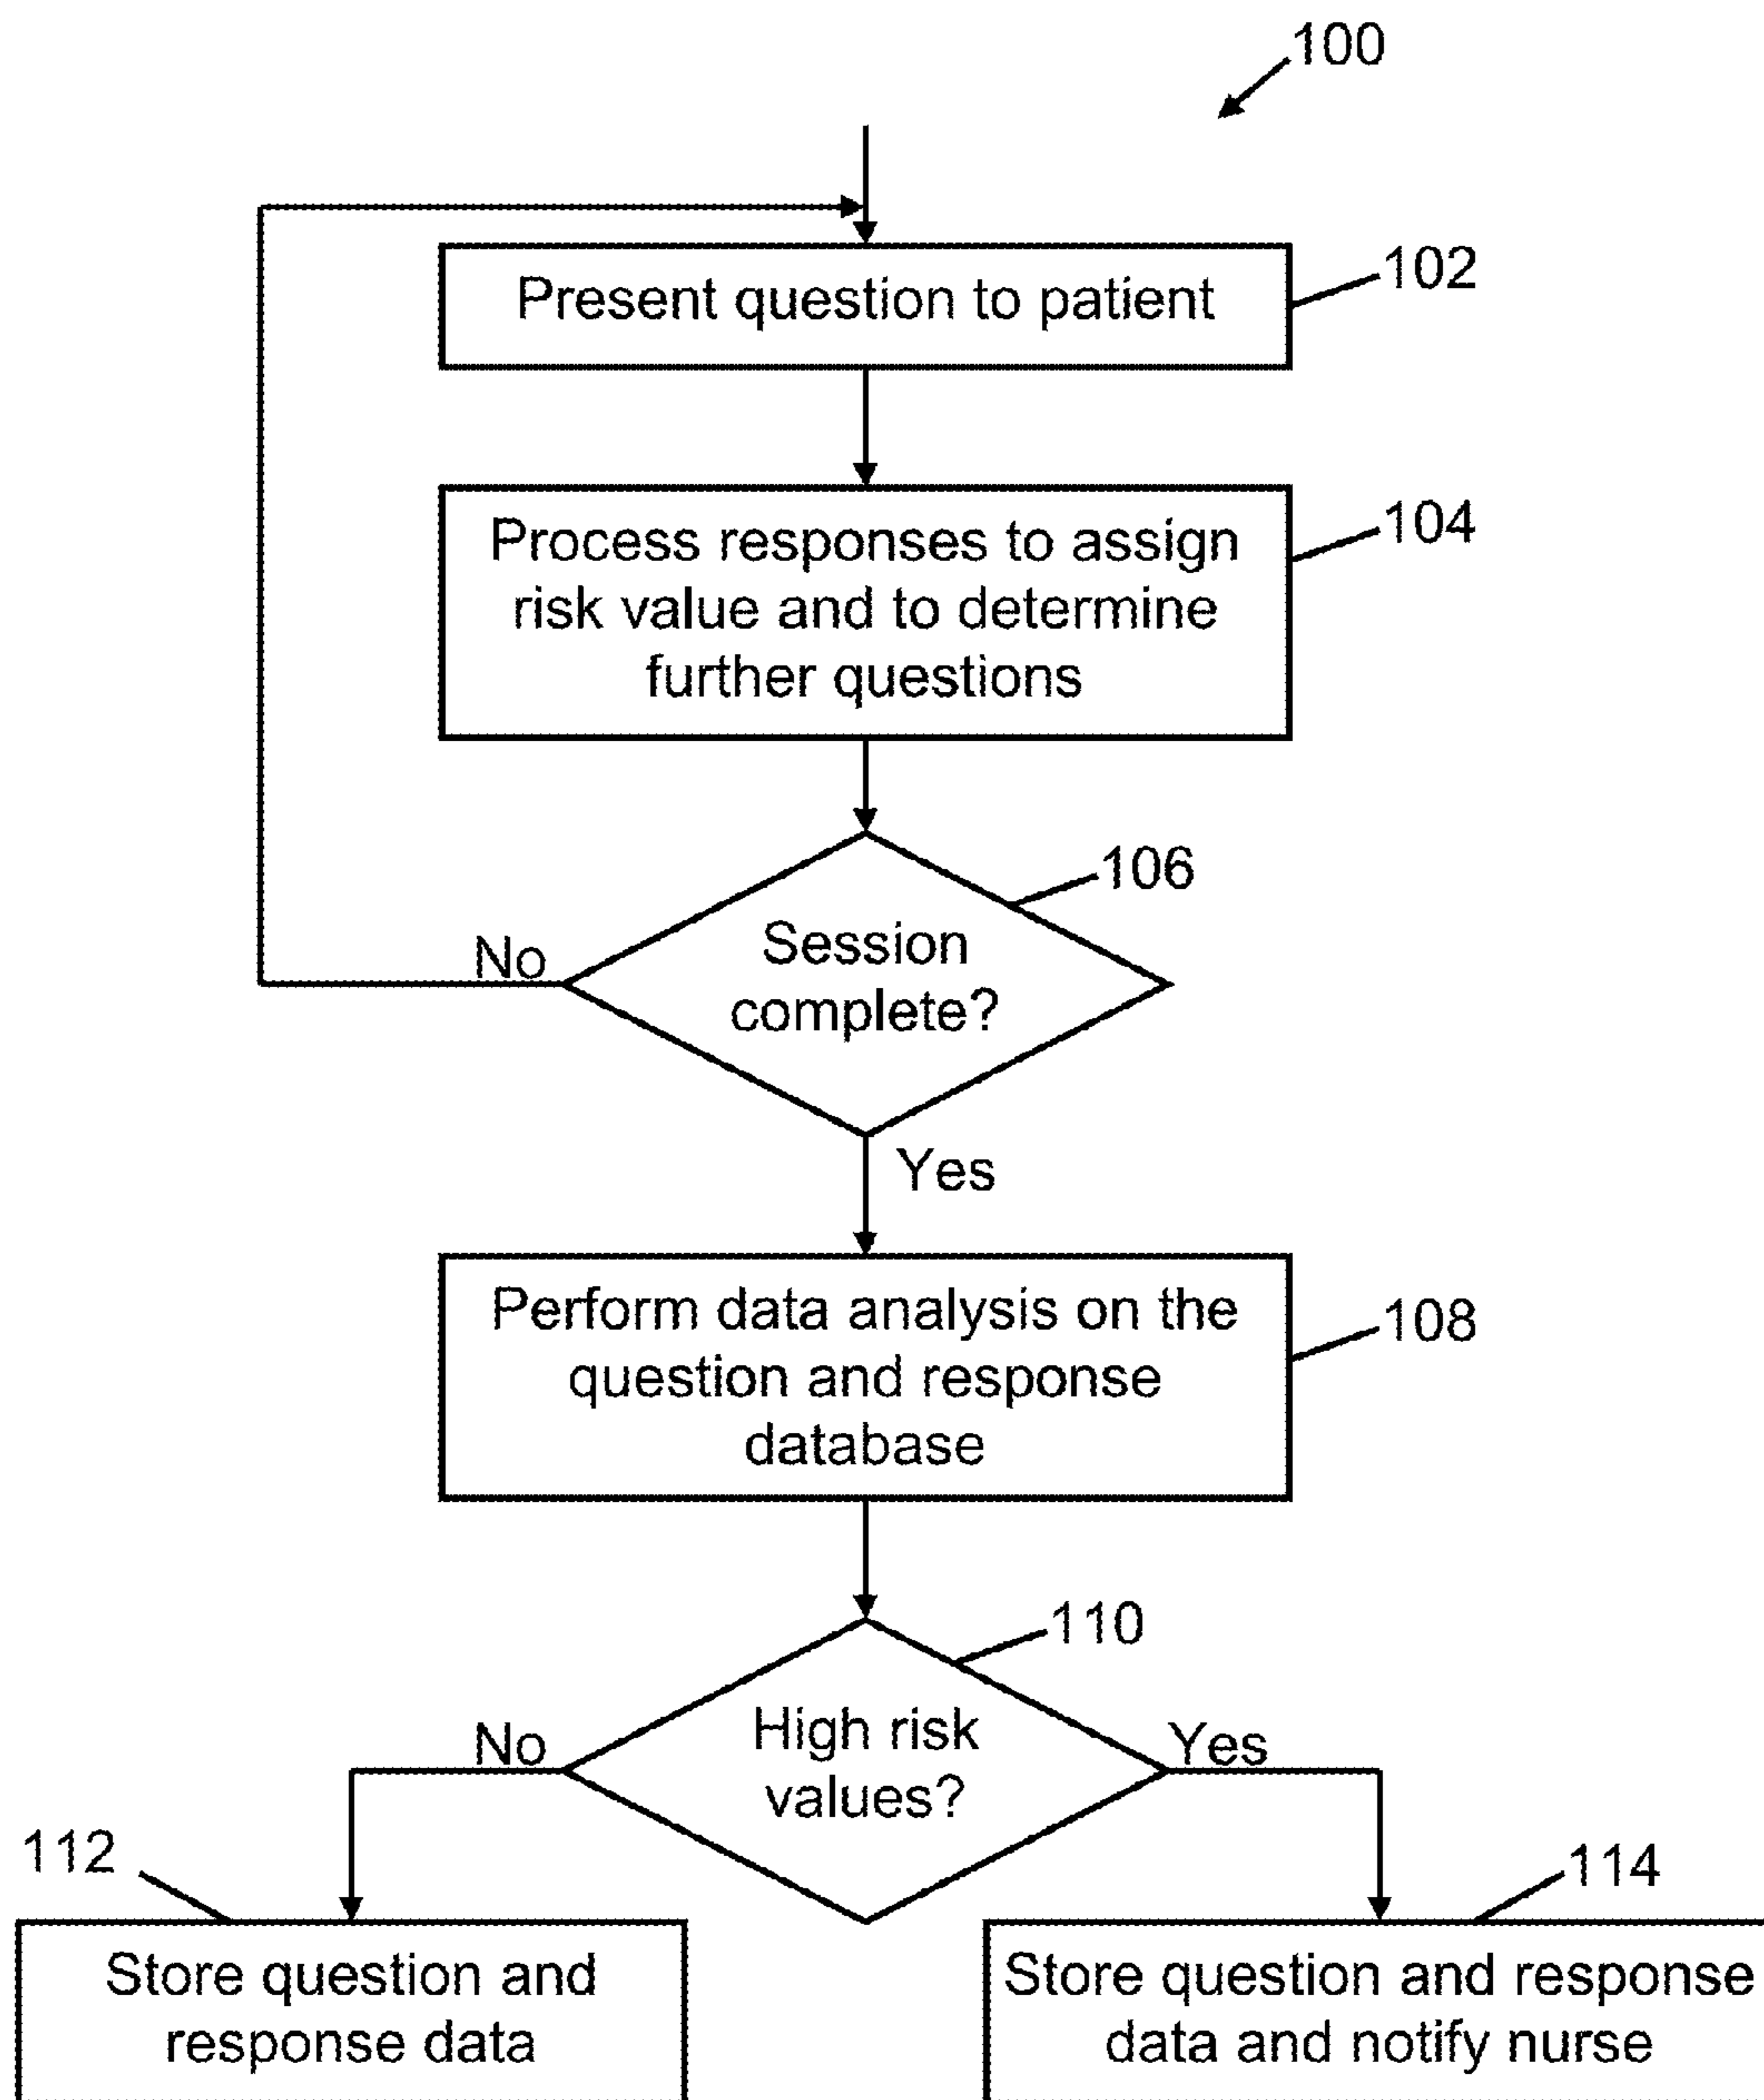 100
Present question to patient
102
Process responses to assign
risk value and to determine
further questions
104
106
Session
complete?
No
Yes
Perform data analysis on the
question and response
database
108
110
High risk
values?
No
Yes
112
114
Store question and
response data
Store question and response
data and notify nurse